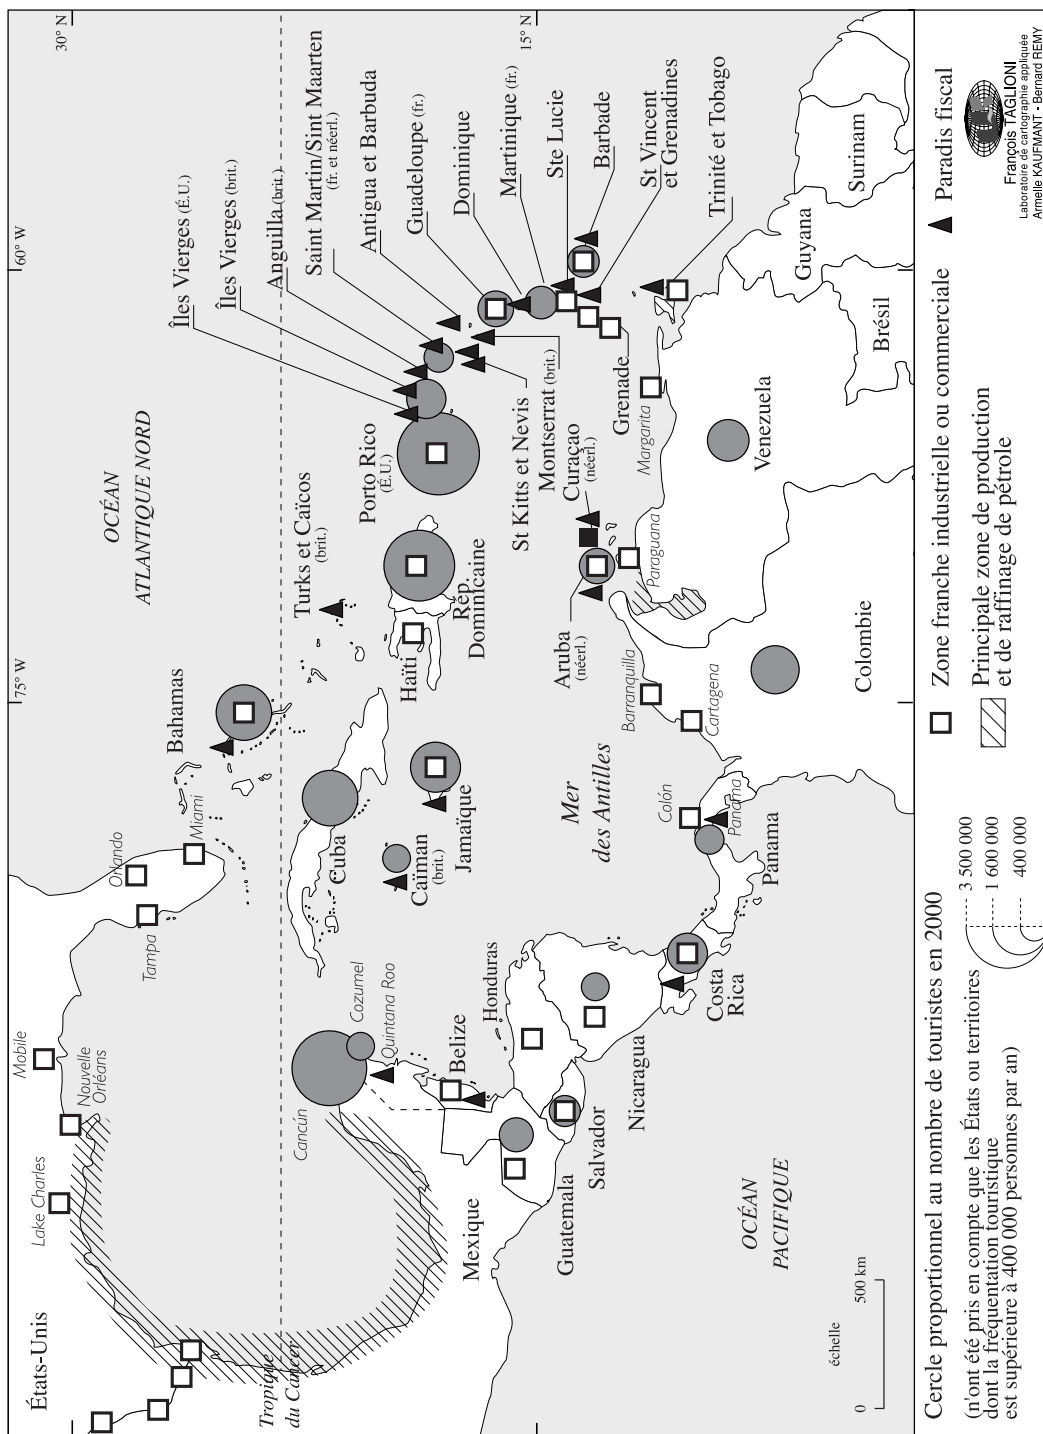 30° N
15° N
75° W
60° W
États-Unis
Lake Charles
Nouvelle
Orléans
Mobile
Tampa
Orlando
Miami
OCÉAN
ATLANTIQUE NORD
Tropique
du Cancer
Bahamas
Turks et Caïcos
(brit.)
Cuba
Caïman
(brit.)
Jamaïque
Haïti
Rép.
Dominicaine
Porto Rico
(É.U.)
Îles Vierges (É.U.)
Îles Vierges (brit.)
Anguilla (brit.)
Saint Martin/Sint Maarten
(fr. et néerl.)
Antigua et Barbuda
Guadeloupe (fr.)
Dominique
Martinique (fr.)
Ste Lucie
Barbade
St Vincent
et Grenadines
Trinité et Tobago
St Kitts et Nevis
Montserrat (brit.)
Grenade
Curaçao
(néerl.)
Aruba
(néerl.)
Margarita
Paraguana
Barranquilla
Cartagena
Mer
des Antilles
Cancún
Cozumel
Quintana Roo
Mexique
Belize
Honduras
Guatemala
Salvador
Nicaragua
Costa
Rica
Colón
Panama
Panama
Colombie
Venezuela
Brésil
Guyana
Surinam
OCÉAN
PACIFIQUE
échelle
0 500 km
Cercle proportionnel au nombre de touristes en 2000
(n'ont été pris en compte que les États ou territoires
dont la fréquentation touristique
est supérieure à 400 000 personnes par an)
3 500 000
1 600 000
400 000
Zone franche industrielle ou commerciale
Paradis fiscal
Principale zone de production
et de raffinage de pétrole
François TAGLIONI
Laboratoire de cartographie appliquée
Armelle KAUFMANT - Bernard REMY